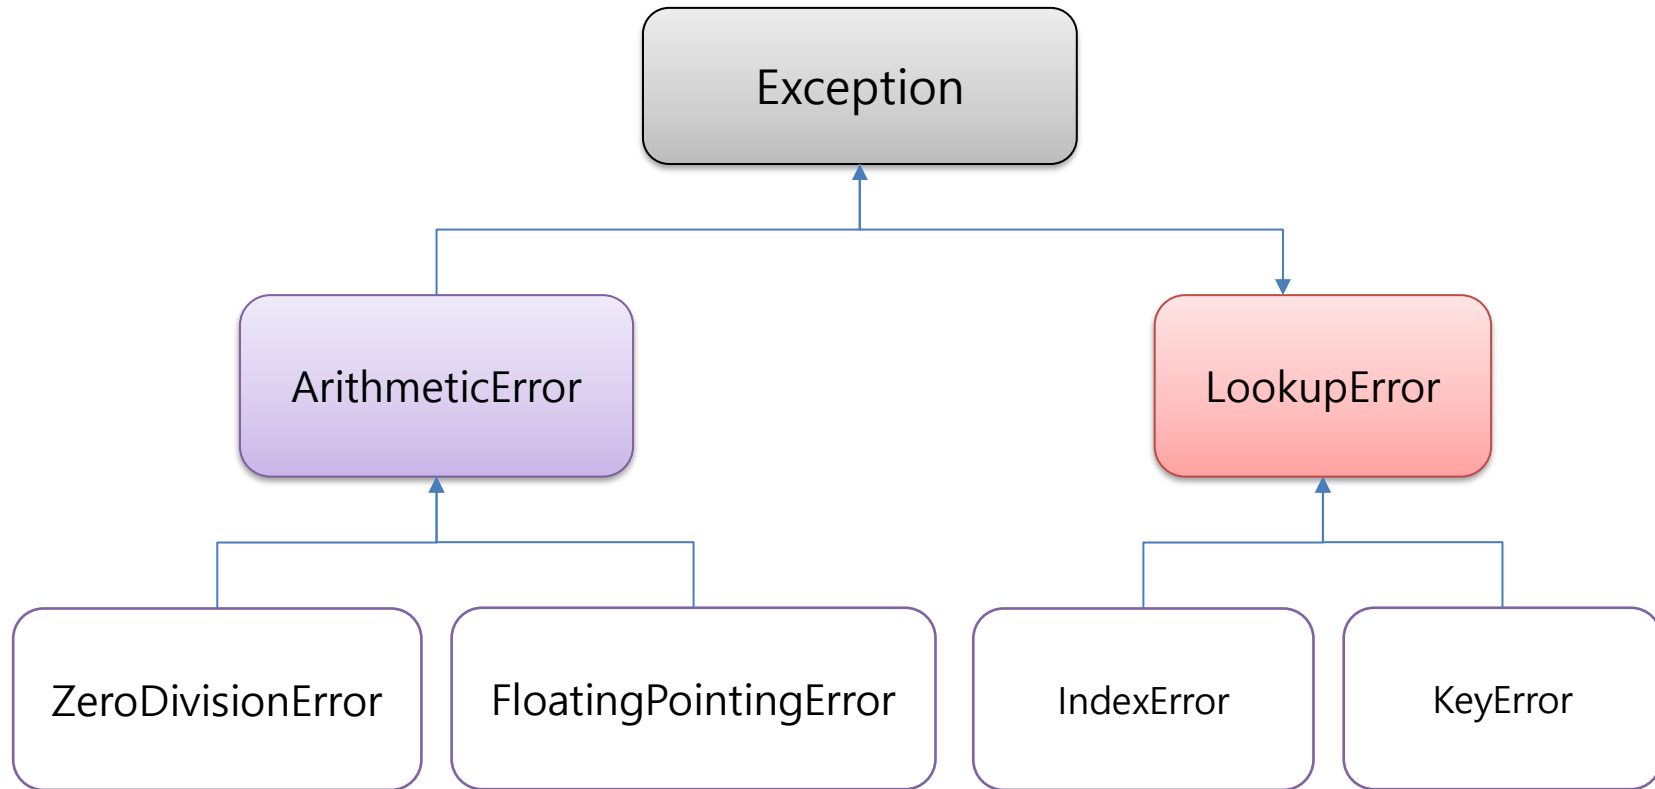 Exception
ArithmeticError
LookupError
ZeroDivisionError
FloatingPointingError
IndexError
KeyError